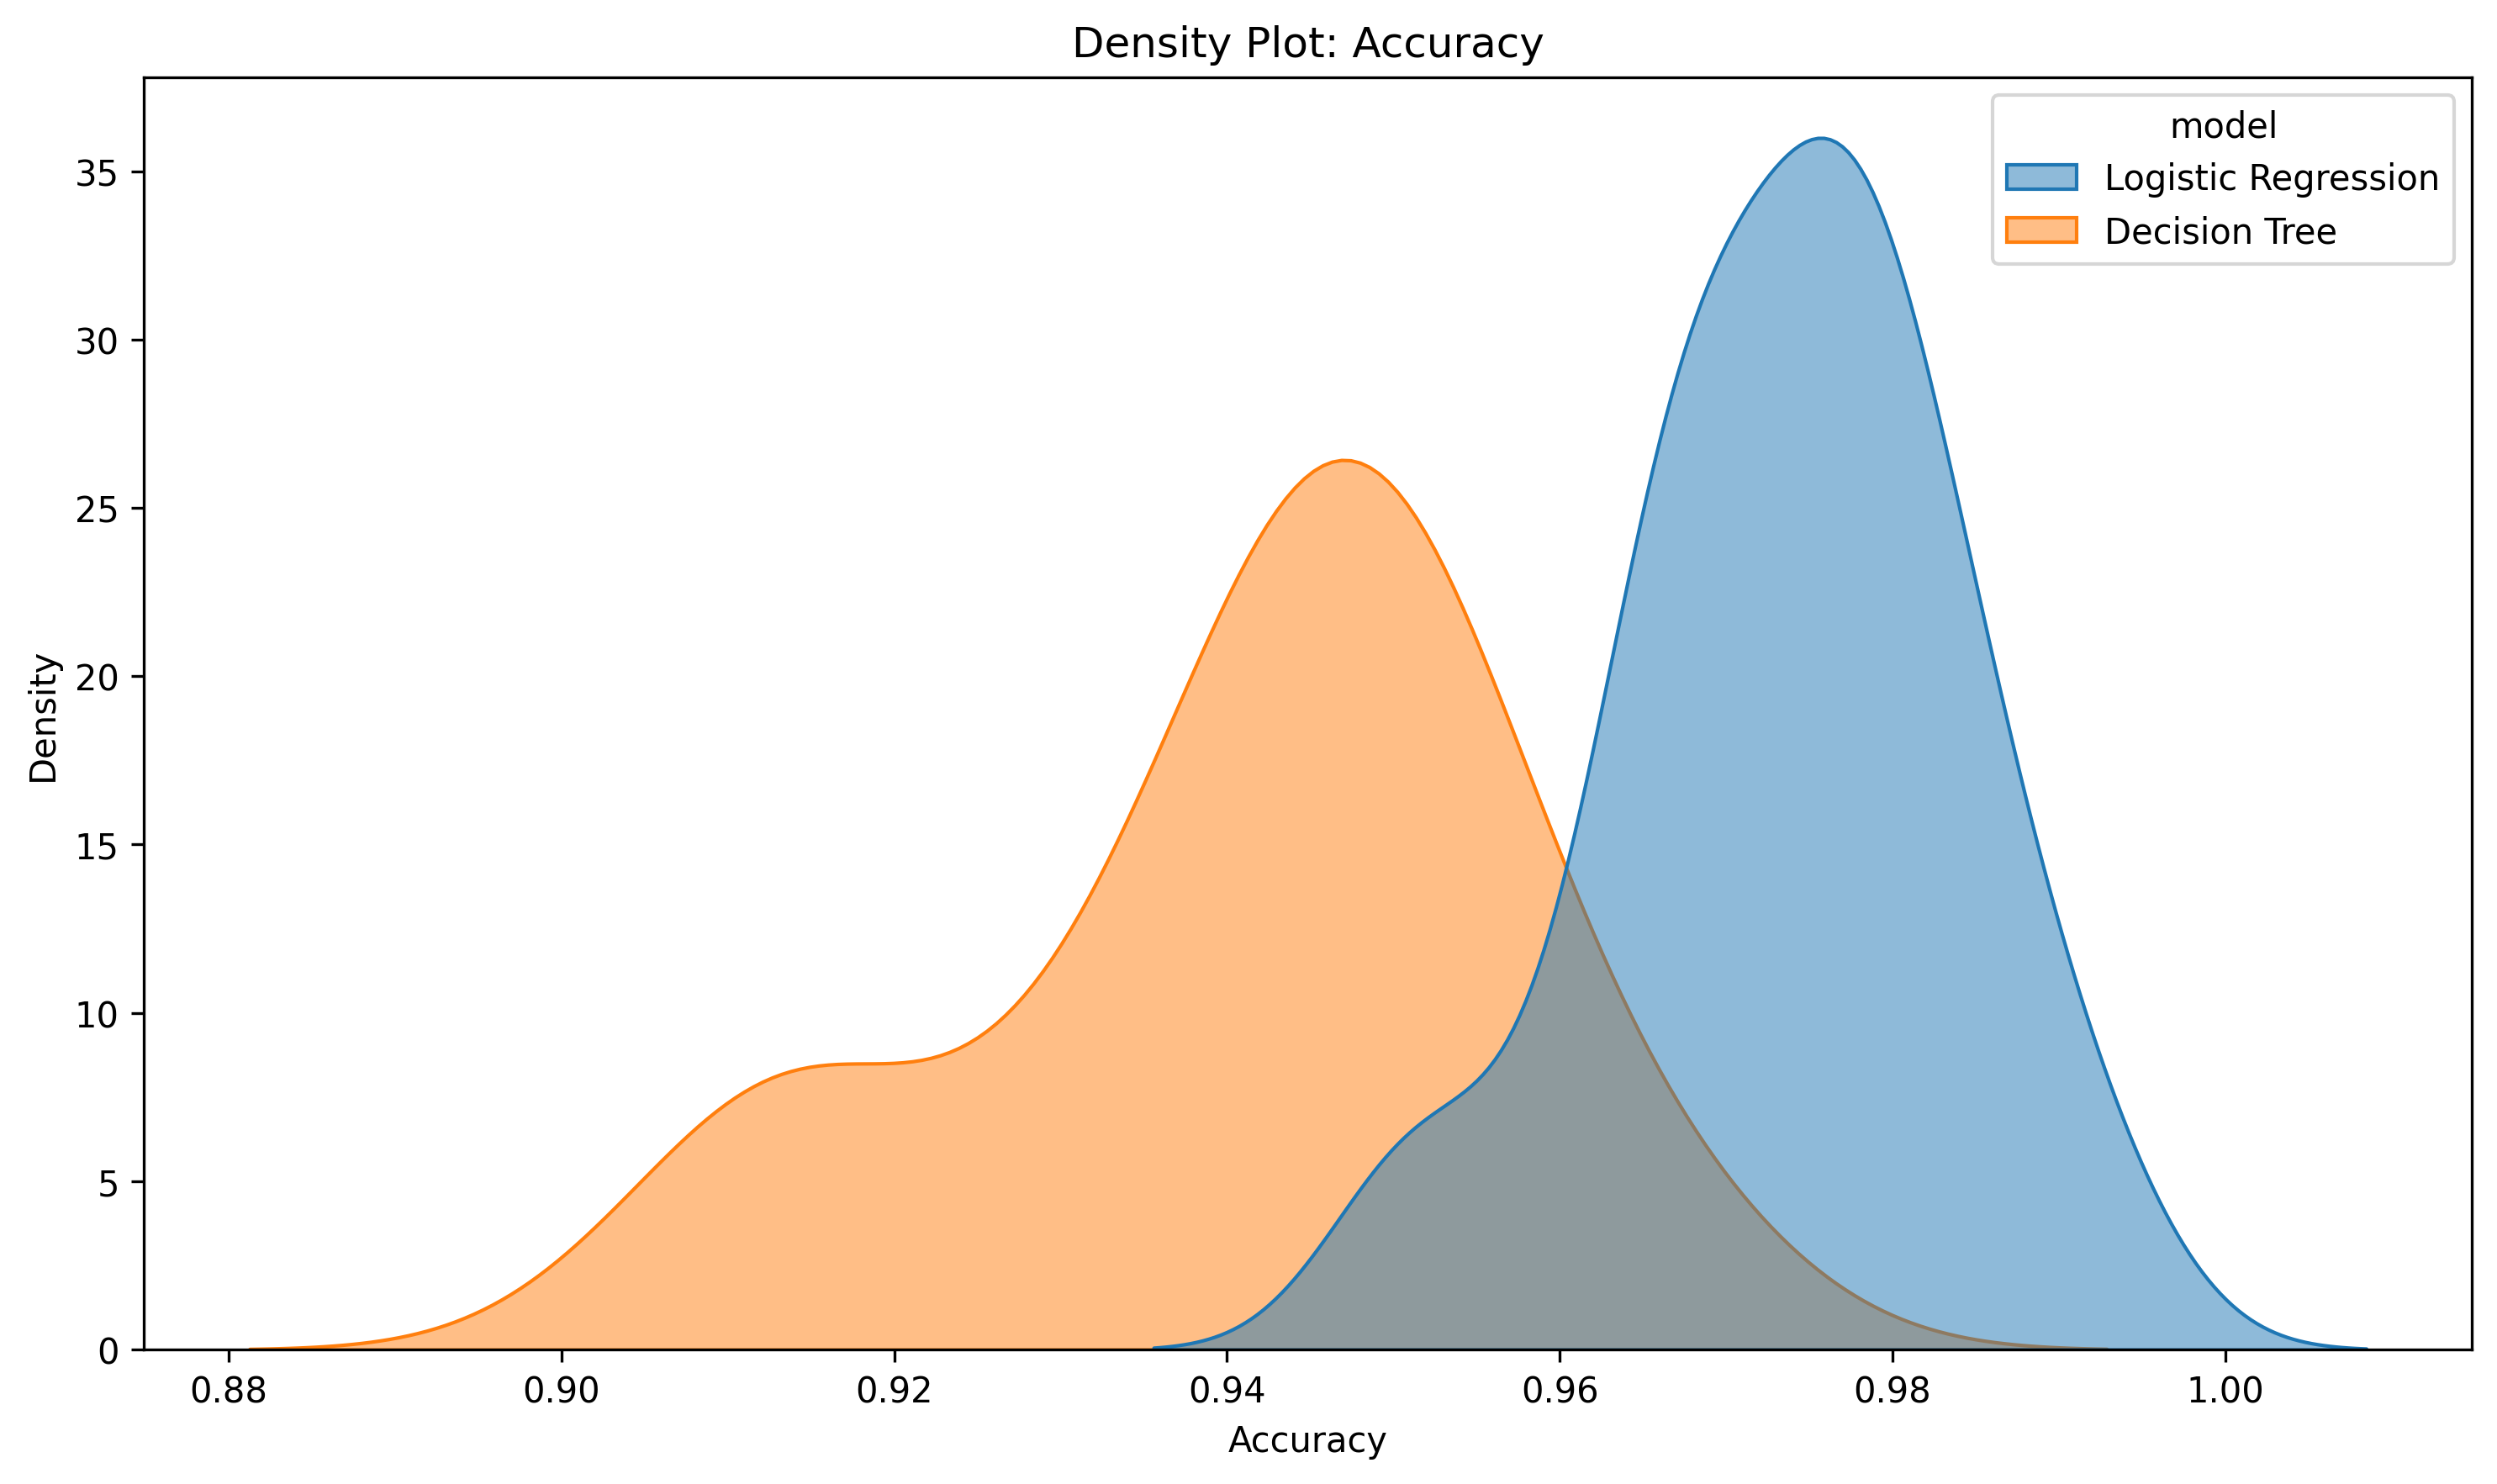 Density Plot: Accuracy
model
Logistic Regression
Decision Tree
Density
35
30
25
20
15
10
5
0
0.88 0.90 0.92 0.94 0.96 0.98 1.00
Accuracy